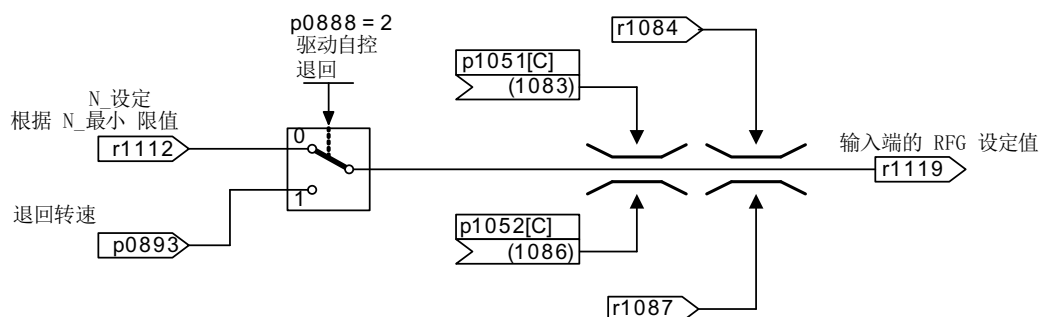 p0888 = 2
驱动自控
退回
r1084
p1051[C]
(1083)
N_设定
根据 N_最小 限值
r1112
0
1
输入端的 RFG 设定值
r1119
退回转速
p0893
p1052[C]
(1086)
r1087